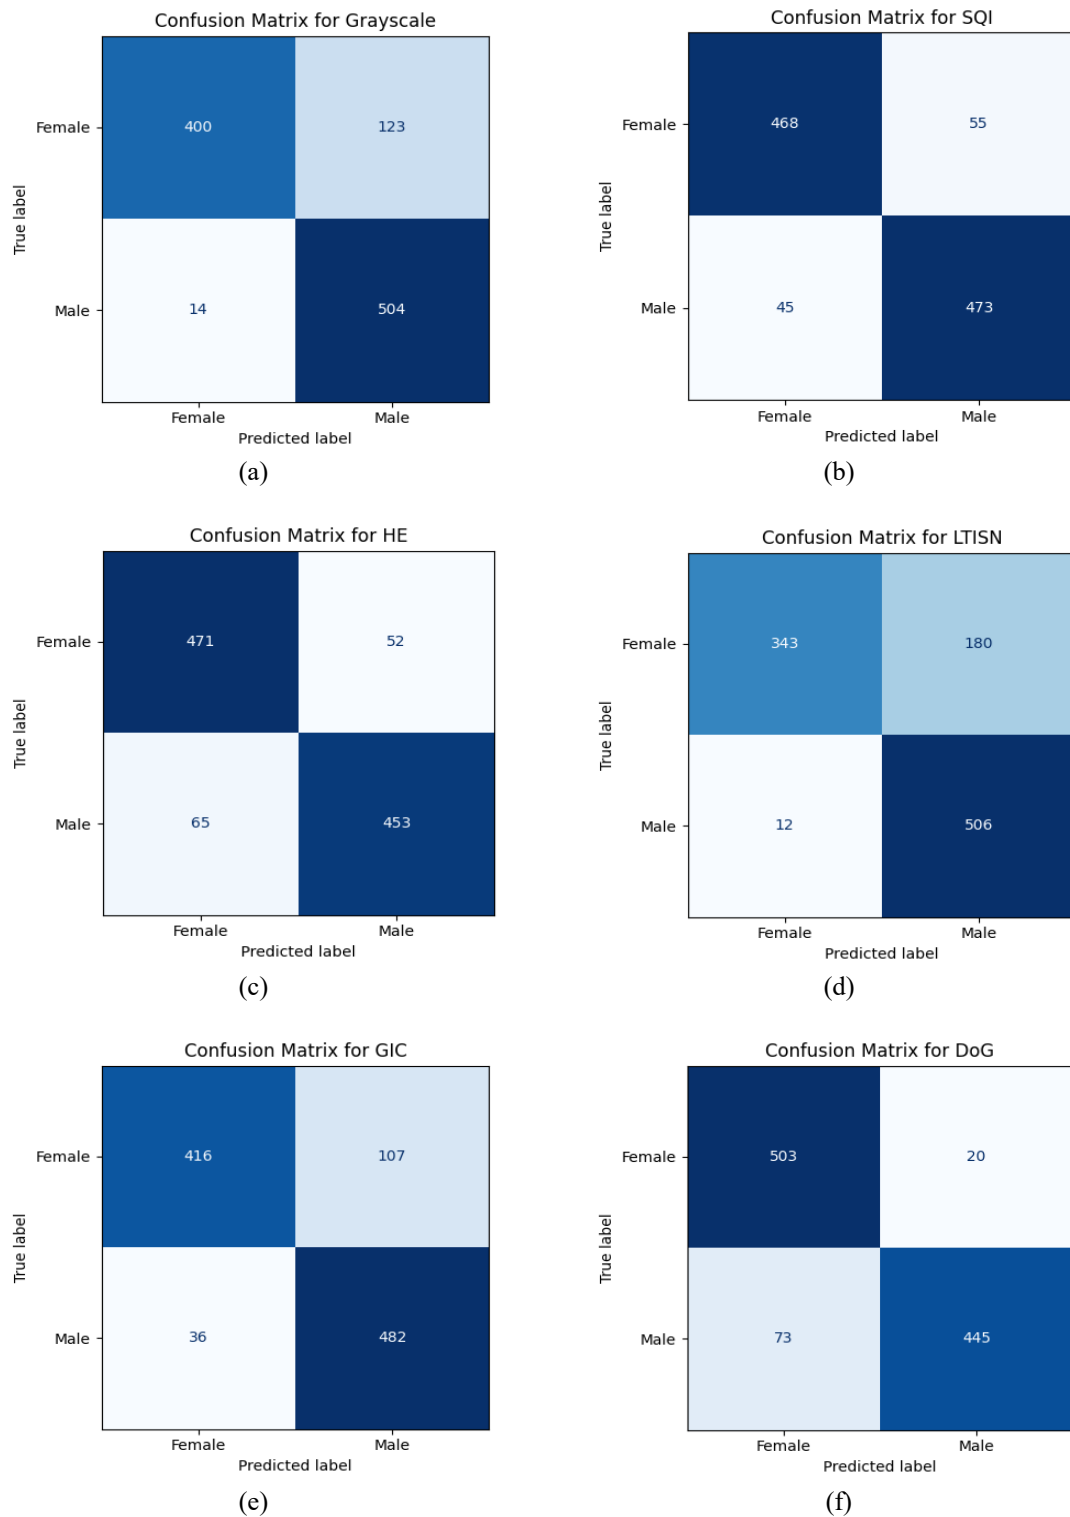 Confusion Matrix for Grayscale
True label
Female
400
123
Male
14
504
Female
Male
Predicted label
(a)
Confusion Matrix for SQI
True label
Female
468
55
Male
45
473
Female
Male
Predicted label
(b)
Confusion Matrix for HE
True label
Female
471
52
Male
65
453
Female
Male
Predicted label
(c)
Confusion Matrix for LTISN
True label
Female
343
180
Male
12
506
Female
Male
Predicted label
(d)
Confusion Matrix for GIC
True label
Female
416
107
Male
36
482
Female
Male
Predicted label
(e)
Confusion Matrix for DoG
True label
Female
503
20
Male
73
445
Female
Male
Predicted label
(f)